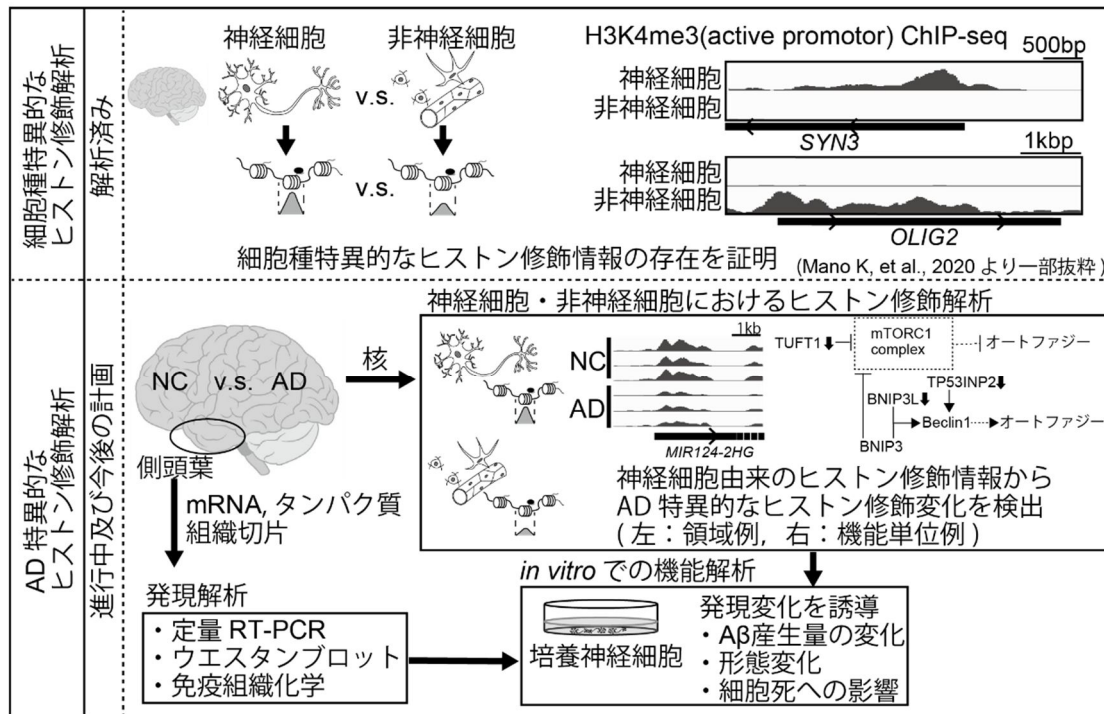 細胞種特異的な
ヒストン修飾解析
解析済み
神経細胞
v.s.
非神経細胞
v.s.
H3K4me3(active promotor) ChIP-seq
500bp
神経細胞
非神経細胞
SYN3
1kbp
神経細胞
非神経細胞
OLIG2
細胞種特異的なヒストン修飾情報の存在を証明
(Mano K, et al., 2020 より一部抜粋)
AD 特異的な
ヒストン修飾解析
進行中及び今後の計画
NC v.s. AD
側頭葉
核
mRNA, タンパク質
組織切片
神経細胞・非神経細胞におけるヒストン修飾解析
1kb
NC
AD
MIR124-2HG
TUFT1
mTORC1
complex
オートファジー
TP53INP2
BNIP3L
Beclin1
オートファジー
BNIP3
神経細胞由来のヒストン修飾情報から
AD 特異的なヒストン修飾変化を検出
( 左：領域例，右：機能単位例 )
発現解析
・定量 RT-PCR
・ウエスタンブロット
・免疫組織化学
in vitro での機能解析
培養神経細胞
発現変化を誘導
・Aβ産生量の変化
・形態変化
・細胞死への影響